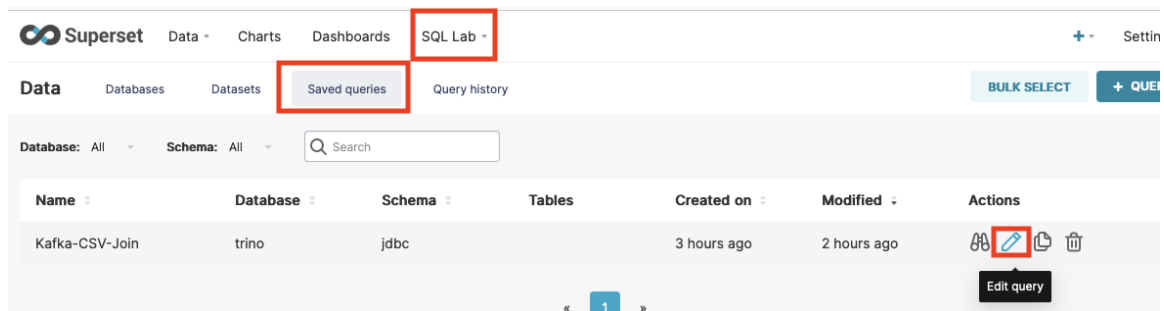 Superset Data Charts Dashboards SQL Lab + Settin
Data Databases Datasets Saved queries Query history BULK SELECT + QUE
Database: All Schema: All Search
Name Database Schema Tables Created on Modified Actions
Kafka-CSV-Join trino jdbc 3 hours ago 2 hours ago
Edit query
« 1 »